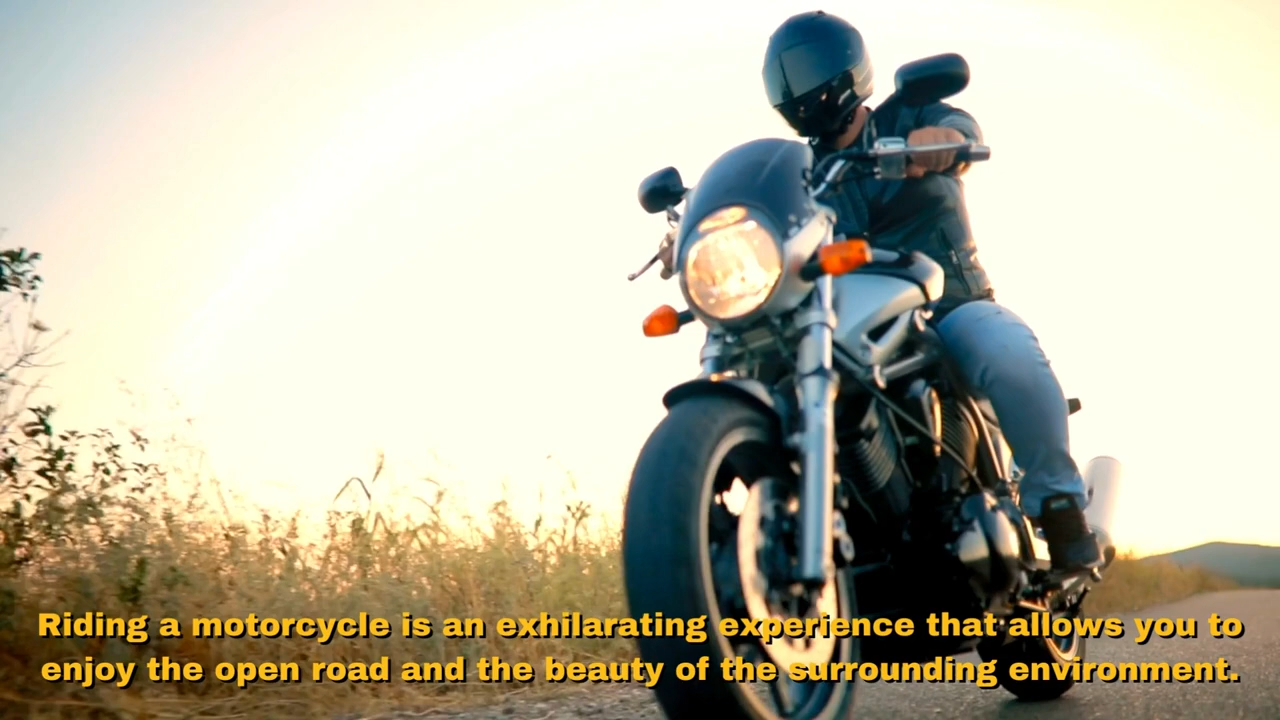 Riding a motorcycle is an exhilarating experience that allows you to
enjoy the open road and the beauty of the surrounding environment.